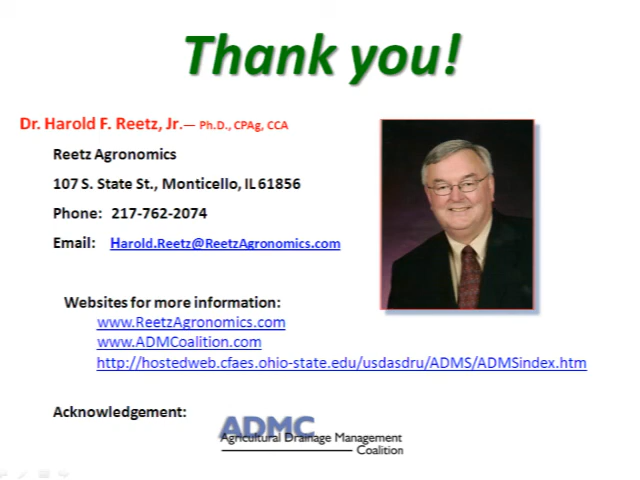 Thank you!
Dr. Harold F. Reetz, Jr.— Ph.D., CPAg, CCA
Reetz Agronomics
107 S. State St., Monticello, IL 61856
Phone: 217-762-2074
Email: Harold.Reetz@ReetzAgronomics.com
Websites for more information:
www.ReetzAgronomics.com
www.ADMCoalition.com
http://hostedweb.cfaes.ohio-state.edu/usdasdru/ADMS/ADMSindex.htm
Acknowledgement:
ADMC
Agricultural Drainage Management
Coalition